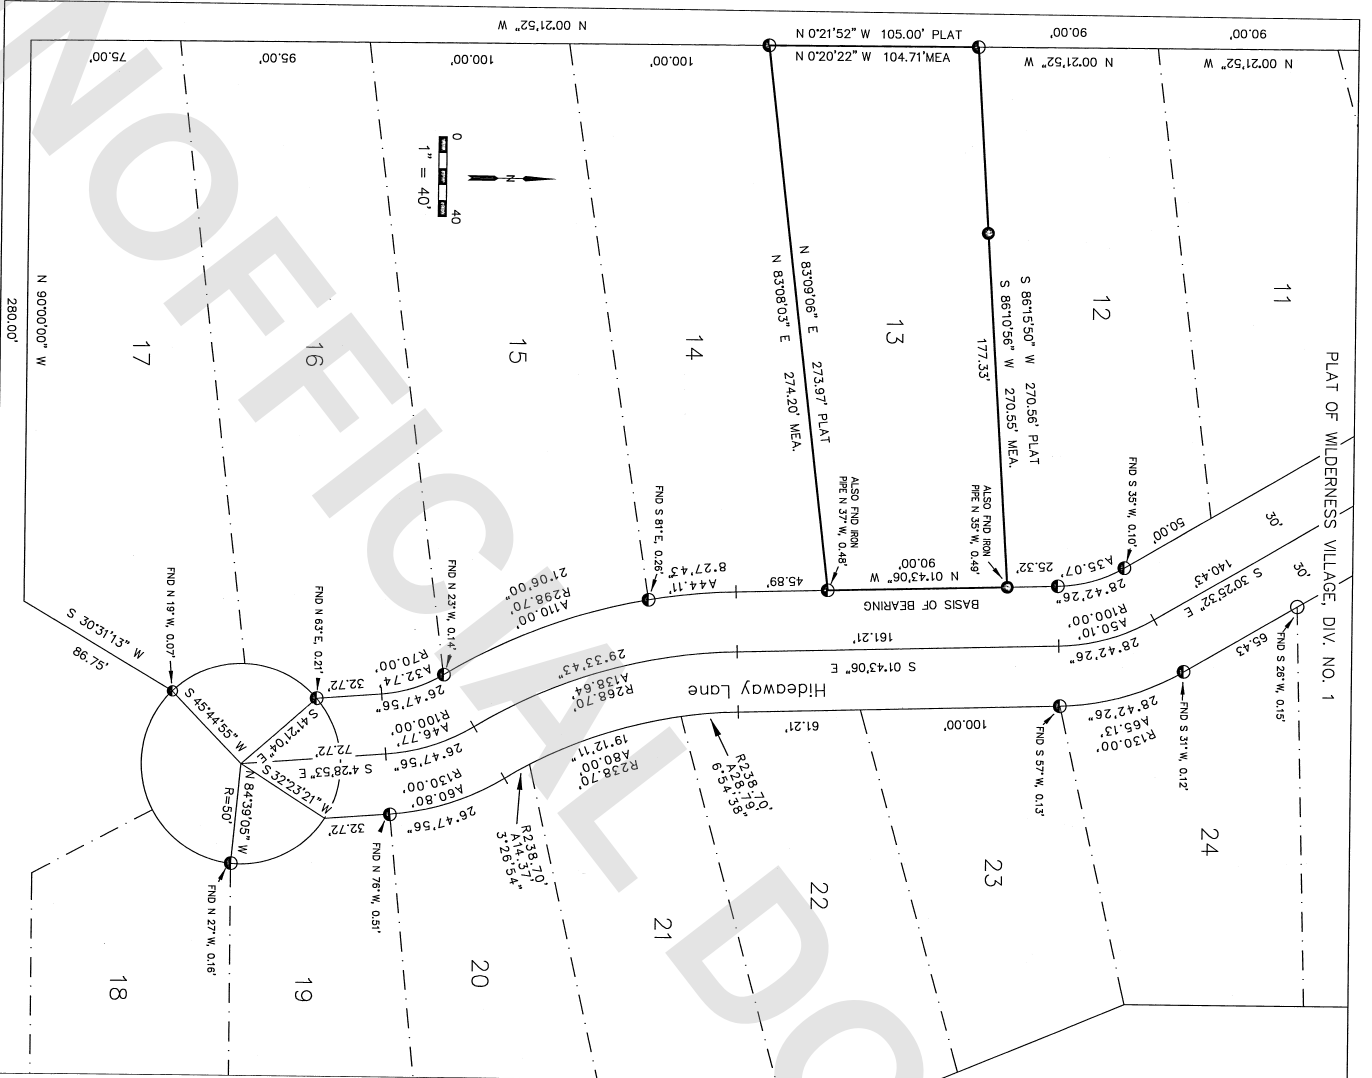 PLAT OF WILDERNESS VILLAGE, DIV. NO. 1
N 00°21'52" W
N 0°21'52" W 105.00' PLAT
N 0°20'22" W 104.71'MEA
90.00'
N 00°21'52" W
90.00'
N 00°21'52" W
75.00'
95.00'
100.00'
100.00'
0
40
1" = 40'
N
N 90°00'00" W
280.00'
11
12
13
14
15
16
17
18
19
20
21
22
23
24
S 86°15'50" W 270.56' PLAT
S 86°10'56" W 270.55' MEA.
177.33'
N 83°09'06" E 273.97' PLAT
N 83°08'03" E 274.20' MEA.
ALSO FND IRON
PIPE N 37° W, 0.48'
ALSO FND IRON
PIPE N 35° W, 0.49'
FND S 35° W, 0.10'
FND S 81° E, 0.26'
FND N 23° W, 0.14'
FND N 63° E, 0.21'
FND N 19° W, 0.07'
FND S 26° W, 0.15'
FND S 31° W, 0.12'
FND S 57° W, 0.13'
FND N 76° W, 0.51'
FND N 27° W, 0.16'
50.00'
30'
30'
140.43'
S 30°25'32" E
65.43
A35.07'
28°42'26"
R100.00'
A50.10'
28°42'26"
28°42'26"
A65.13'
R130.00'
25.32'
N 01°43'06" W
90.00'
BASIS OF BEARING
45.89'
A44.11'
8°27'43"
161.21'
S 01°43'06" E
Hideaway Lane
61.21'
100.00'
21°06'00"
R298.70'
A110.00'
29°33'43"
A138.64'
R268.70'
19°12'11"
A80.00'
R238.70'
R238.70'
A28.79'
6°54'38"
R238.70'
A14.37'
3°26'54"
R70.00'
A32.74'
26°47'56"
R100.00'
A46.77'
26°47'56"
R130.00'
A60.80'
26°47'56"
32.72'
72.72'
S 4°28'53" E
32.72'
S 30°31'13" W
86.75'
S 45°44'55" W
S 41°21'04" E
S 32°23'21" W
N 84°39'05" W
R=50'
NOFFICIAL DO